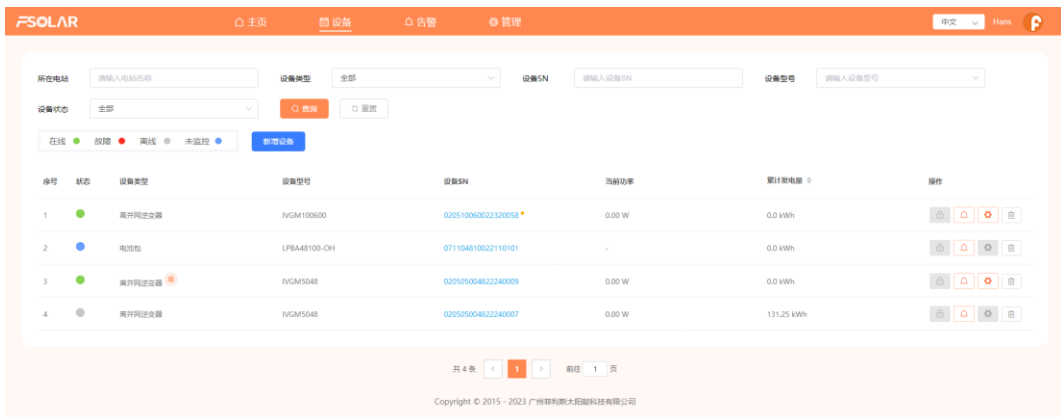 FSOLAR 主页 设备 告警 管理 中文 Hans
所在电站 请输入电站名称 设备类型 全部 设备SN 请输入设备SN 设备型号 请输入设备型号
设备状态 全部 查询 重置
在线 故障 离线 未监控 新增设备
序号 状态 设备类型 设备型号 设备SN 当前功率 累计发电量 操作
1 离并网逆变器 IVGM100600 020510060022320058 0.00 W 0.0 kWh
2 电池包 LPBA48100-OH 071104810022110101 - 0.0 kWh
3 离并网逆变器 IVGM5048 020505004822240009 0.00 W 0.0 kWh
4 离并网逆变器 IVGM5048 020505004822240007 0.00 W 131.25 kWh
共 4 条 1 前往 1 页
Copyright © 2015 - 2023 广州菲利斯太阳能科技有限公司